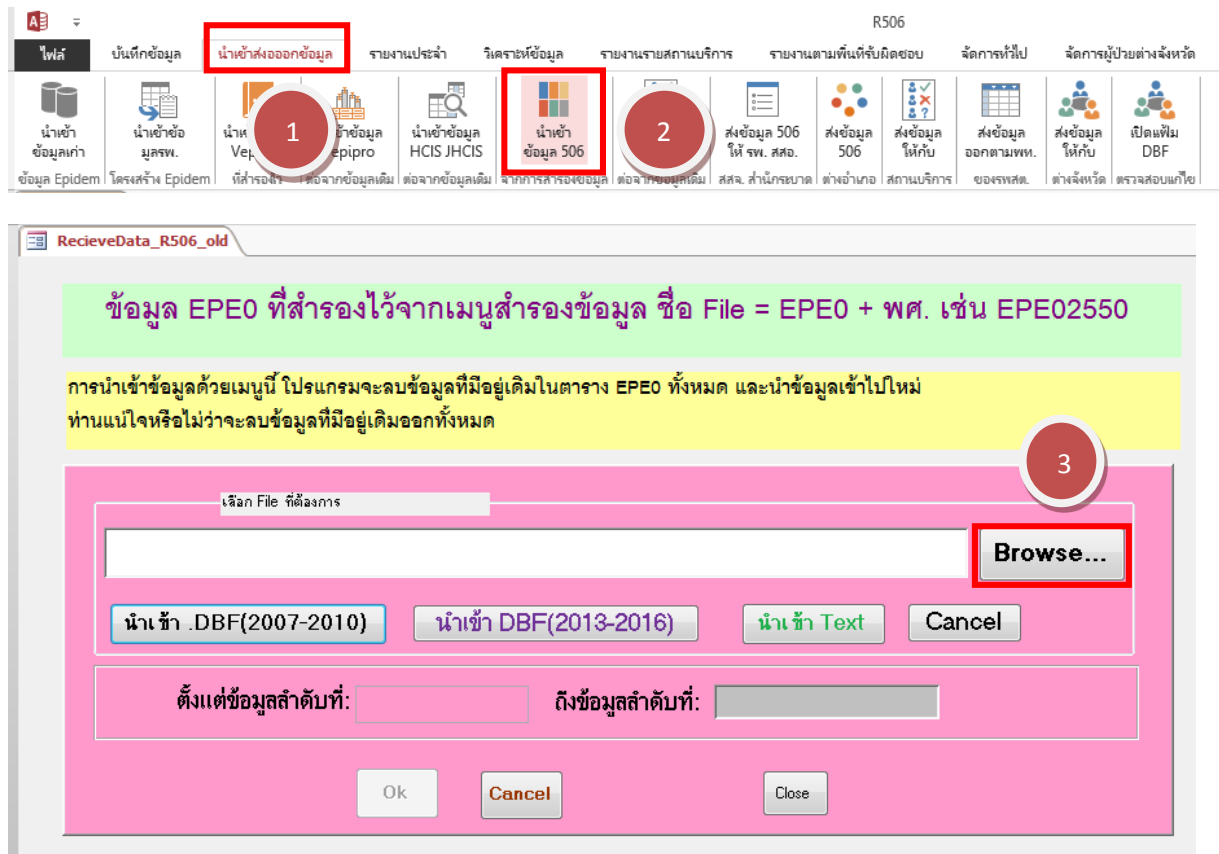 R506
ไฟล์ บันทึกข้อมูล นำเข้าส่งออกข้อมูล รายงานประจำ วิเคราะห์ข้อมูล รายงานรายสถานบริการ รายงานตามพื้นที่รับผิดชอบ จัดการทั่วไป จัดการผู้ป่วยต่างจังหวัด
นำเข้า นำเข้าข้อ ข้อมูล นำเข้าข้อมูล นำเข้า ส่งข้อมูล 506 ส่งข้อมูล ส่งข้อมูล ส่งข้อมูล ส่งข้อมูล เปิดแฟ้ม
1 2
ข้อมูลเก่า มูลรพ. epipro HCIS JHCIS ข้อมูล 506 ให้ รพ. สสอ. 506 ให้กับ ออกตามพท. ให้กับ DBF
ข้อมูล Epidem โครงสร้าง Epidem ที่สำรองไว้ ต่อจากข้อมูลเดิม ต่อจากข้อมูลเดิม จากการสำรองข้อมูล ต่อจากข้อมูลเดิม สสจ. สำนักระบาด ต่างอำเภอ สถานบริการ ของรพสต. ต่างจังหวัด ตรวจสอบแก้ไข
RecieveData_R506_old
ข้อมูล EPE0 ที่สำรองไว้จากเมนูสำรองข้อมูล ชื่อ File = EPE0 + พศ. เช่น EPE02550
การนำเข้าข้อมูลด้วยเมนูนี้ โปรแกรมจะลบข้อมูลที่มีอยู่เดิมในตาราง EPE0 ทั้งหมด และนำข้อมูลเข้าไปใหม่
ท่านแน่ใจหรือไม่ว่าจะลบข้อมูลที่มีอยู่เดิมออกทั้งหมด
3
เลือก File ที่ต้องการ
Browse...
นำเข้า .DBF(2007-2010) นำเข้า DBF(2013-2016) นำเข้า Text Cancel
ตั้งแต่ข้อมูลลำดับที่: ถึงข้อมูลลำดับที่:
Ok Cancel Close